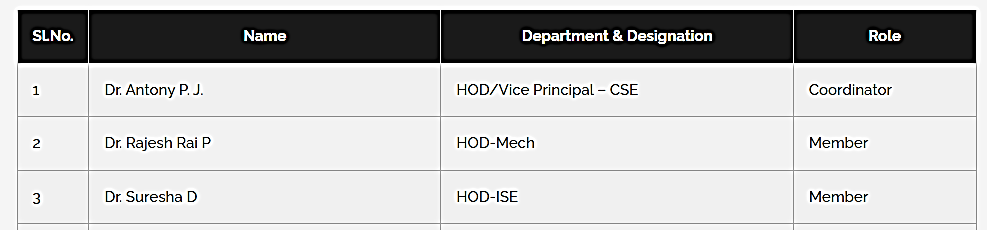 SLNo. Name Department & Designation Role
1 Dr. Antony P. J. HOD/Vice Principal – CSE Coordinator
2 Dr. Rajesh Rai P HOD-Mech Member
3 Dr. Suresha D HOD-ISE Member